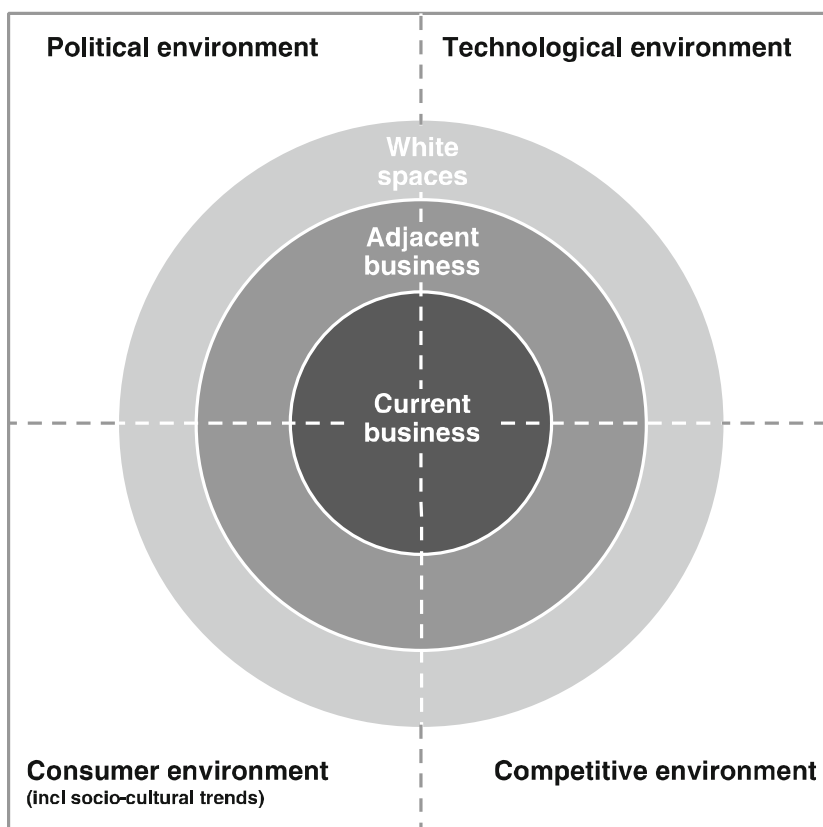 Political environment
Technological environment
White
spaces
Adjacent
business
Current
business
Consumer environment
(incl socio-cultural trends)
Competitive environment